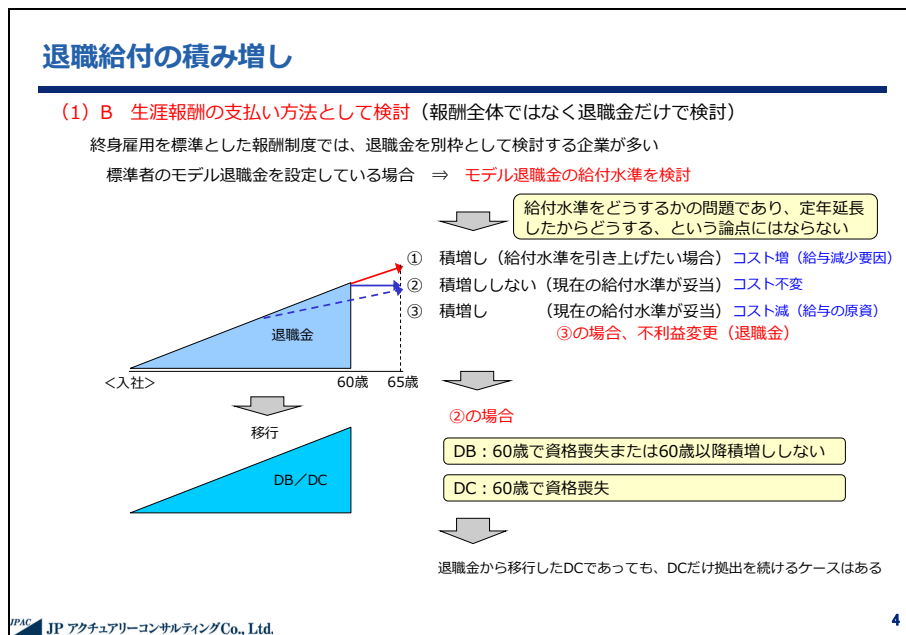 退職給付の積み増し
（1）B　生涯報酬の支払い方法として検討（報酬全体ではなく退職金だけで検討）
終身雇用を標準とした報酬制度では、退職金を別枠として検討する企業が多い
標準者のモデル退職金を設定している場合　⇒　モデル退職金の給付水準を検討
給付水準をどうするかの問題であり、定年延長
したからどうする、という論点にはならない
①　積増し（給付水準を引き上げたい場合）コスト増（給与減少要因）
②　積増ししない（現在の給付水準が妥当）コスト不変
③　積増し　（現在の給付水準が妥当）コスト減（給与の原資）
③の場合、不利益変更（退職金）
退職金
＜入社＞　60歳　65歳
移行
DB／DC
②の場合
DB：60歳で資格喪失または60歳以降積増ししない
DC：60歳で資格喪失
退職金から移行したDCであっても、DCだけ拠出を続けるケースはある
JPAC JP アクチュアリーコンサルティングCo., Ltd.
4